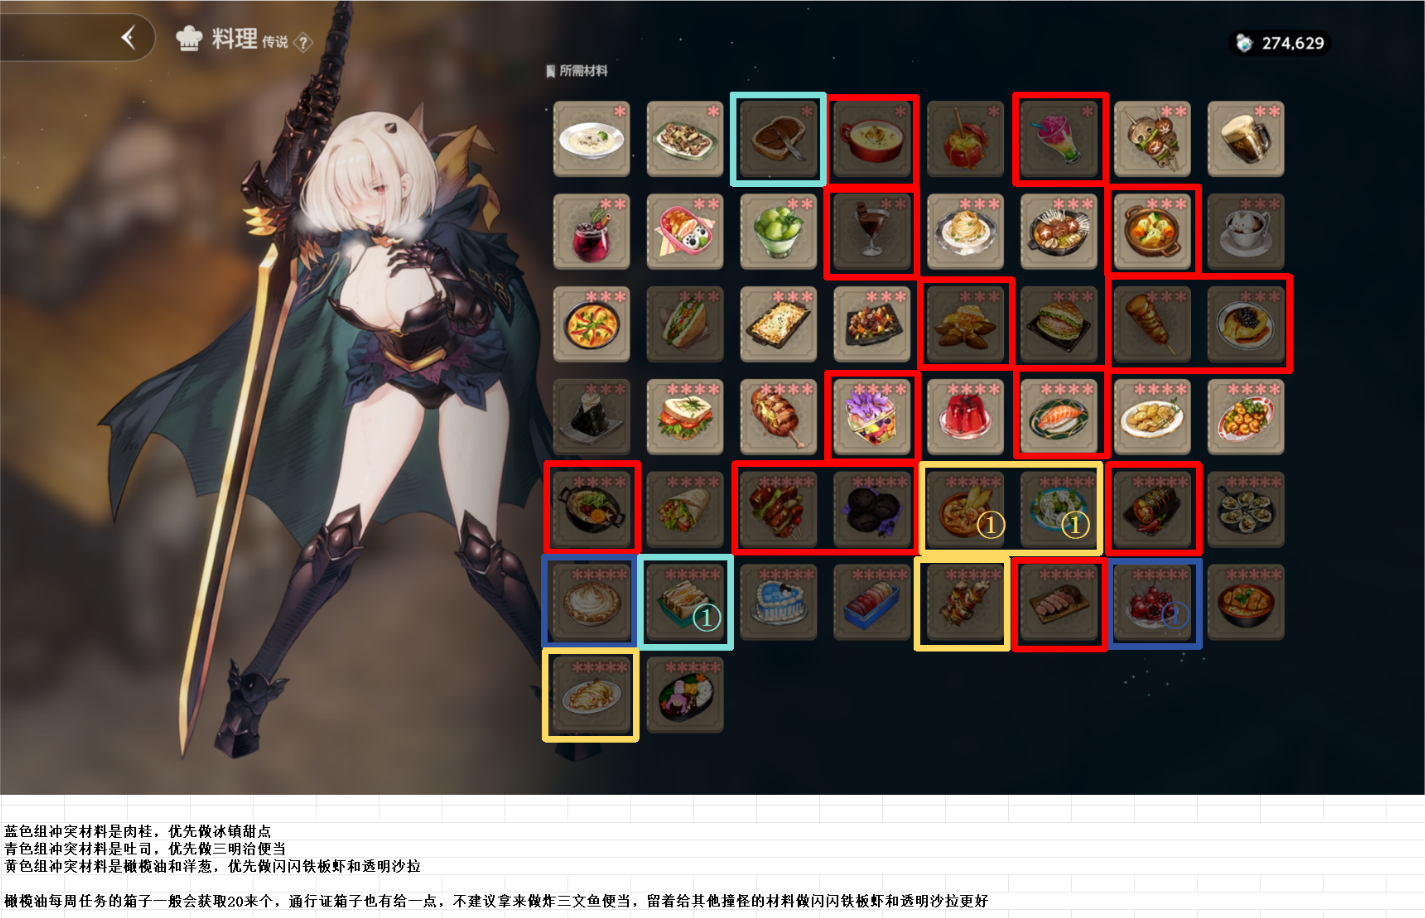 料理 传说 ?
274,629
所需材料
① ①
① ①
蓝色组冲突材料是肉桂，优先做冰镇甜点
青色组冲突材料是吐司，优先做三明治便当
黄色组冲突材料是橄榄油和洋葱，优先做闪闪铁板虾和透明沙拉
橄榄油每周任务的箱子一般会获取20来个，通行证箱子也有给一点，不建议拿来做炸三文鱼便当，留着给其他撞怪的材料做闪闪铁板虾和透明沙拉更好